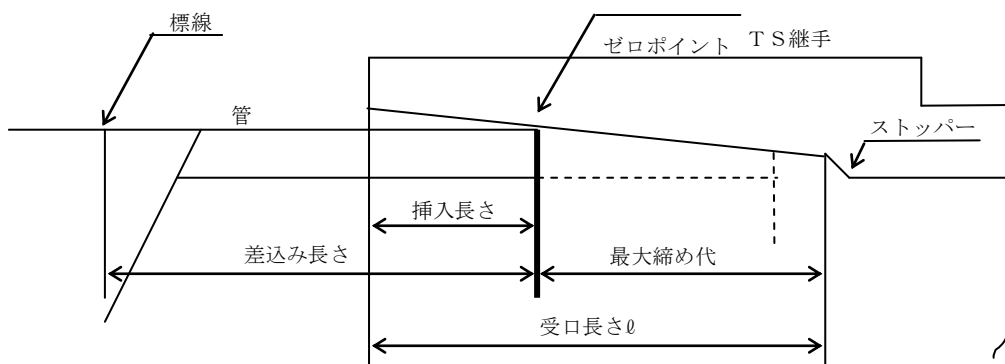 標線
ゼロポイント
ＴＳ継手
管
ストッパー
挿入長さ
差込み長さ
最大締め代
受口長さℓ